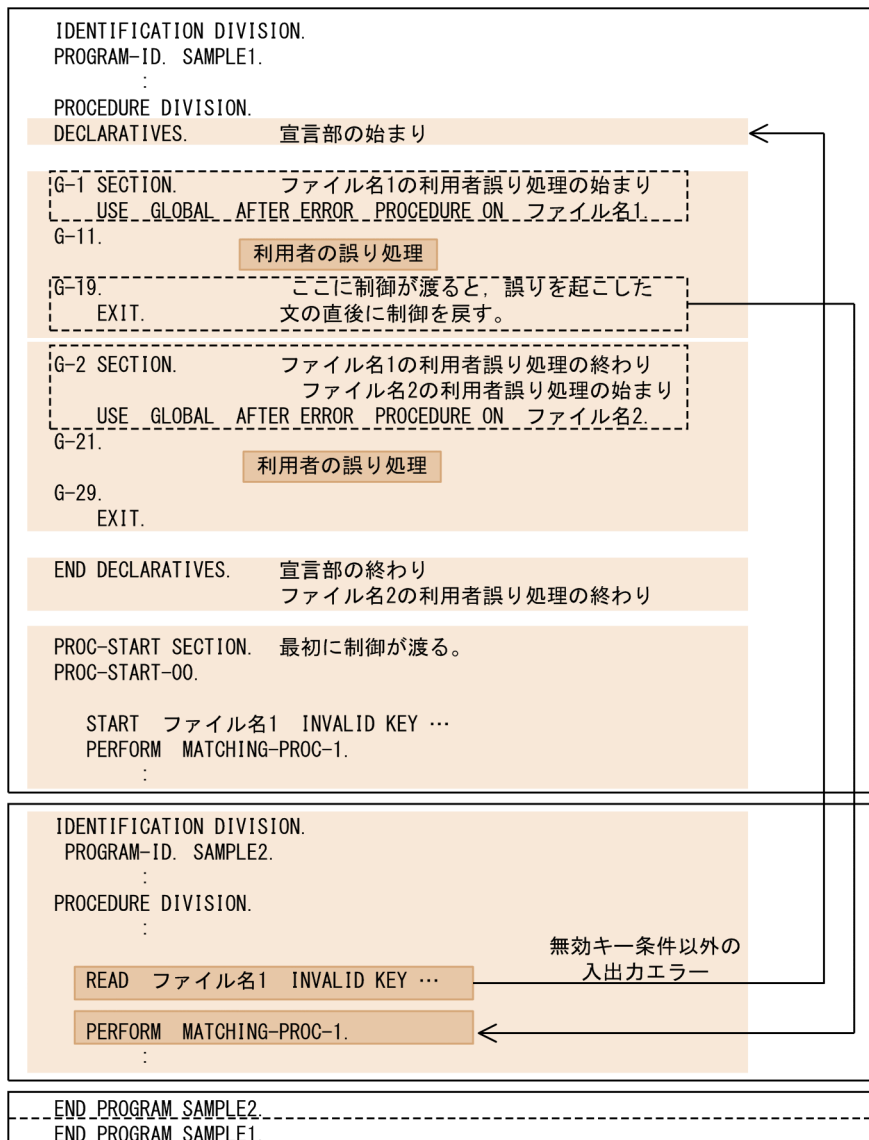 IDENTIFICATION DIVISION.
PROGRAM-ID. SAMPLE1.
:
PROCEDURE DIVISION.
DECLARATIVES. 宣言部の始まり
G-1 SECTION. ファイル名1の利用者誤り処理の始まり
USE GLOBAL AFTER ERROR PROCEDURE ON ファイル名1.
G-11.
利用者の誤り処理
G-19. ここに制御が渡ると，誤りを起こした
EXIT. 文の直後に制御を戻す。
G-2 SECTION. ファイル名1の利用者誤り処理の終わり
ファイル名2の利用者誤り処理の始まり
USE GLOBAL AFTER ERROR PROCEDURE ON ファイル名2.
G-21.
利用者の誤り処理
G-29.
EXIT.
END DECLARATIVES. 宣言部の終わり
ファイル名2の利用者誤り処理の終わり
PROC-START SECTION. 最初に制御が渡る。
PROC-START-00.
START ファイル名1 INVALID KEY …
PERFORM MATCHING-PROC-1.
:
IDENTIFICATION DIVISION.
PROGRAM-ID. SAMPLE2.
:
PROCEDURE DIVISION.
:
無効キー条件以外の
入出力エラー
READ ファイル名1 INVALID KEY …
PERFORM MATCHING-PROC-1.
:
END PROGRAM SAMPLE2.
END PROGRAM SAMPLE1.